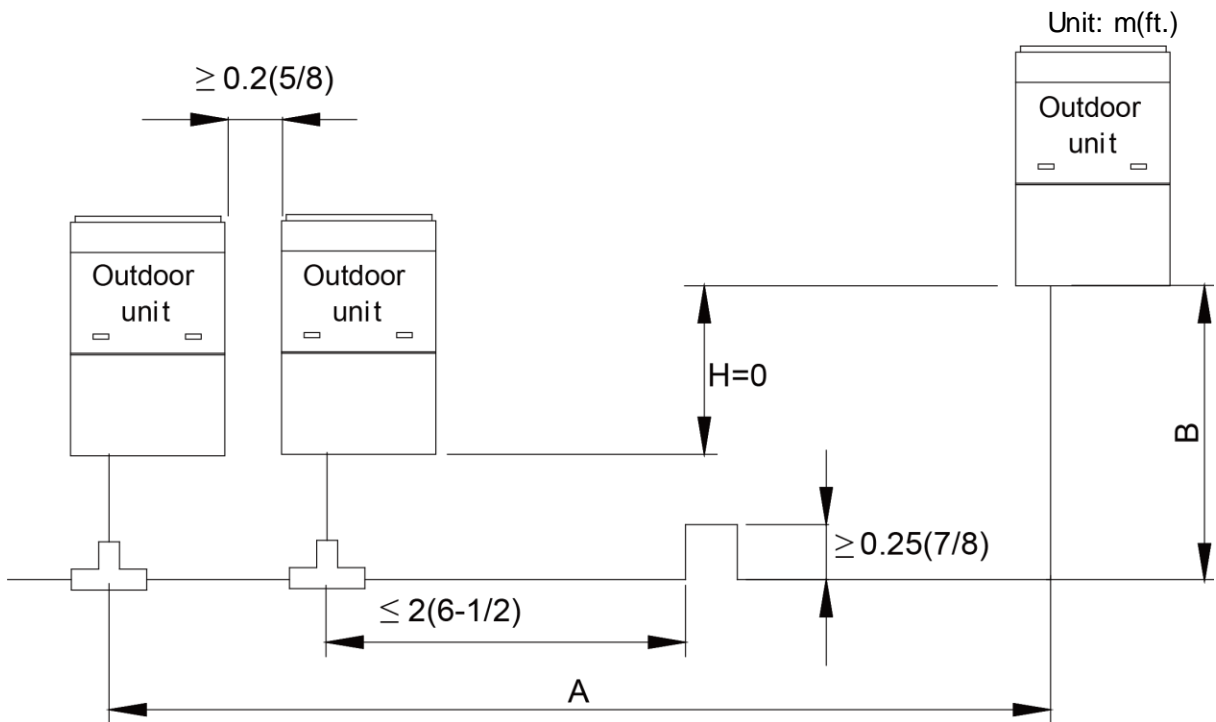 Unit: m(ft.)
≥ 0.2(5/8)
Outdoor
unit
Outdoor
unit
Outdoor
unit
H=0
B
≥ 0.25(7/8)
≤ 2(6-1/2)
A